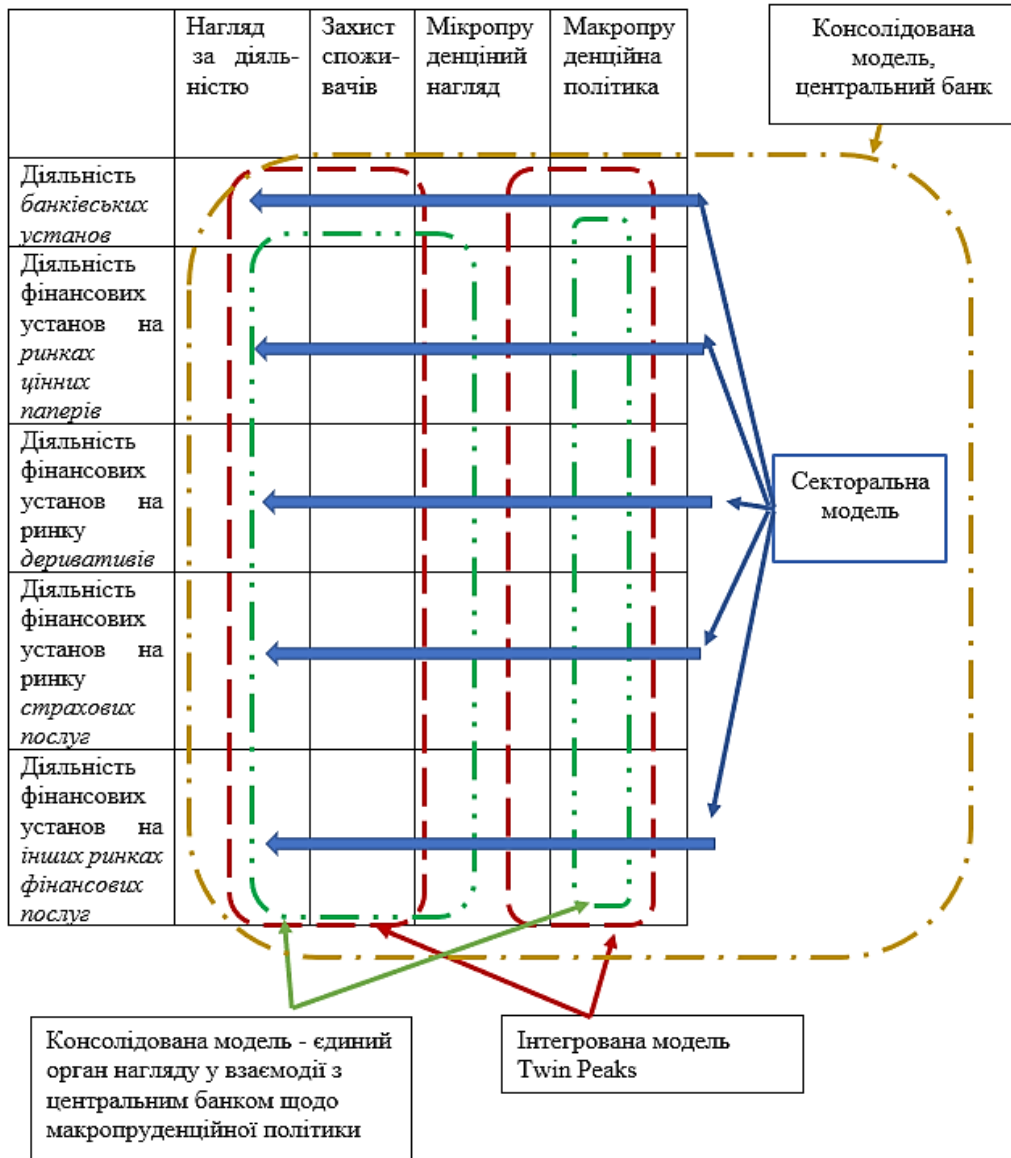 Нагляд
за діяль-
ністю
Захист
спожи-
вачів
Мікропру
денціний
нагляд
Макропру
денційна
політика
Консолідована
модель,
центральний банк
Діяльність
банківських
установ
Діяльність
фінансових
установ на
ринках
цінних
паперів
Діяльність
фінансових
установ на
ринку
деривативів
Діяльність
фінансових
установ на
ринку
страхових
послуг
Діяльність
фінансових
установ на
інших ринках
фінансових
послуг
Секторальна
модель
Консолідована модель - єдиний
орган нагляду у взаємодії з
центральним банком щодо
макропруденційної політики
Інтегрована модель
Twin Peaks